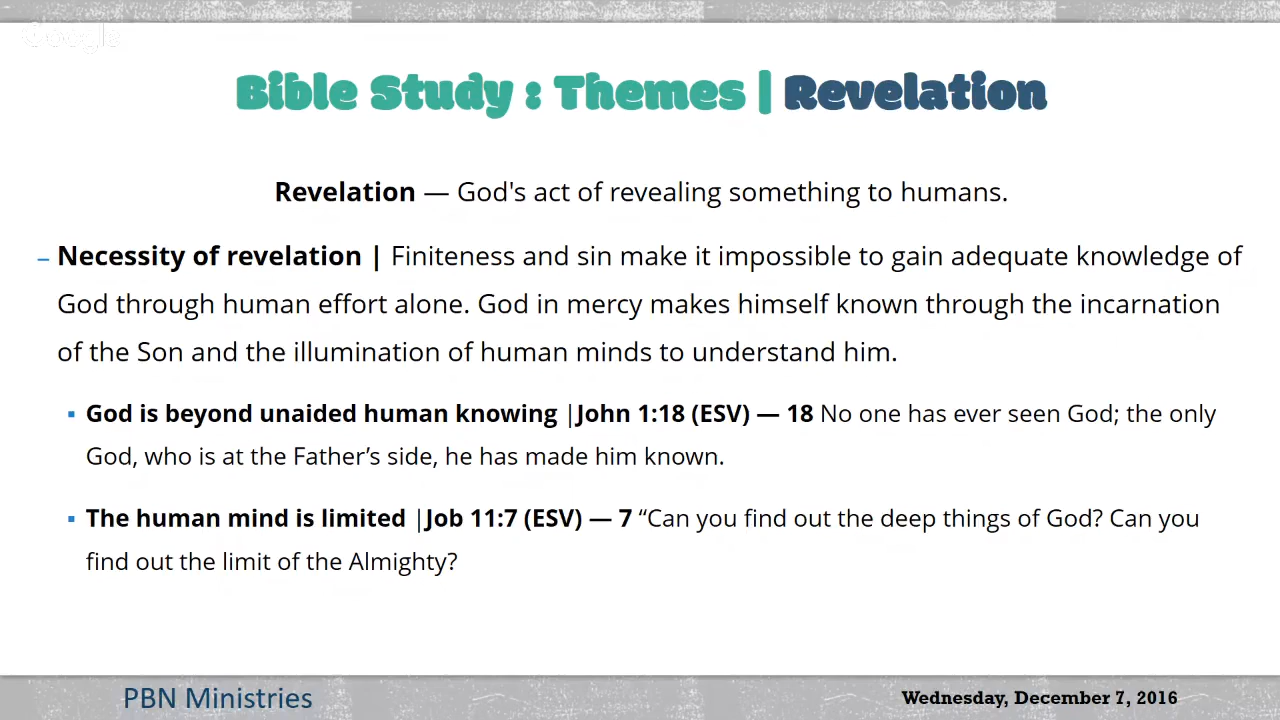 Google
Bible Study : Themes | Revelation
Revelation — God's act of revealing something to humans.
– Necessity of revelation | Finiteness and sin make it impossible to gain adequate knowledge of
God through human effort alone. God in mercy makes himself known through the incarnation
of the Son and the illumination of human minds to understand him.
▪ God is beyond unaided human knowing |John 1:18 (ESV) — 18 No one has ever seen God; the only
God, who is at the Father’s side, he has made him known.
▪ The human mind is limited |Job 11:7 (ESV) — 7 “Can you find out the deep things of God? Can you
find out the limit of the Almighty?
PBN Ministries
Wednesday, December 7, 2016